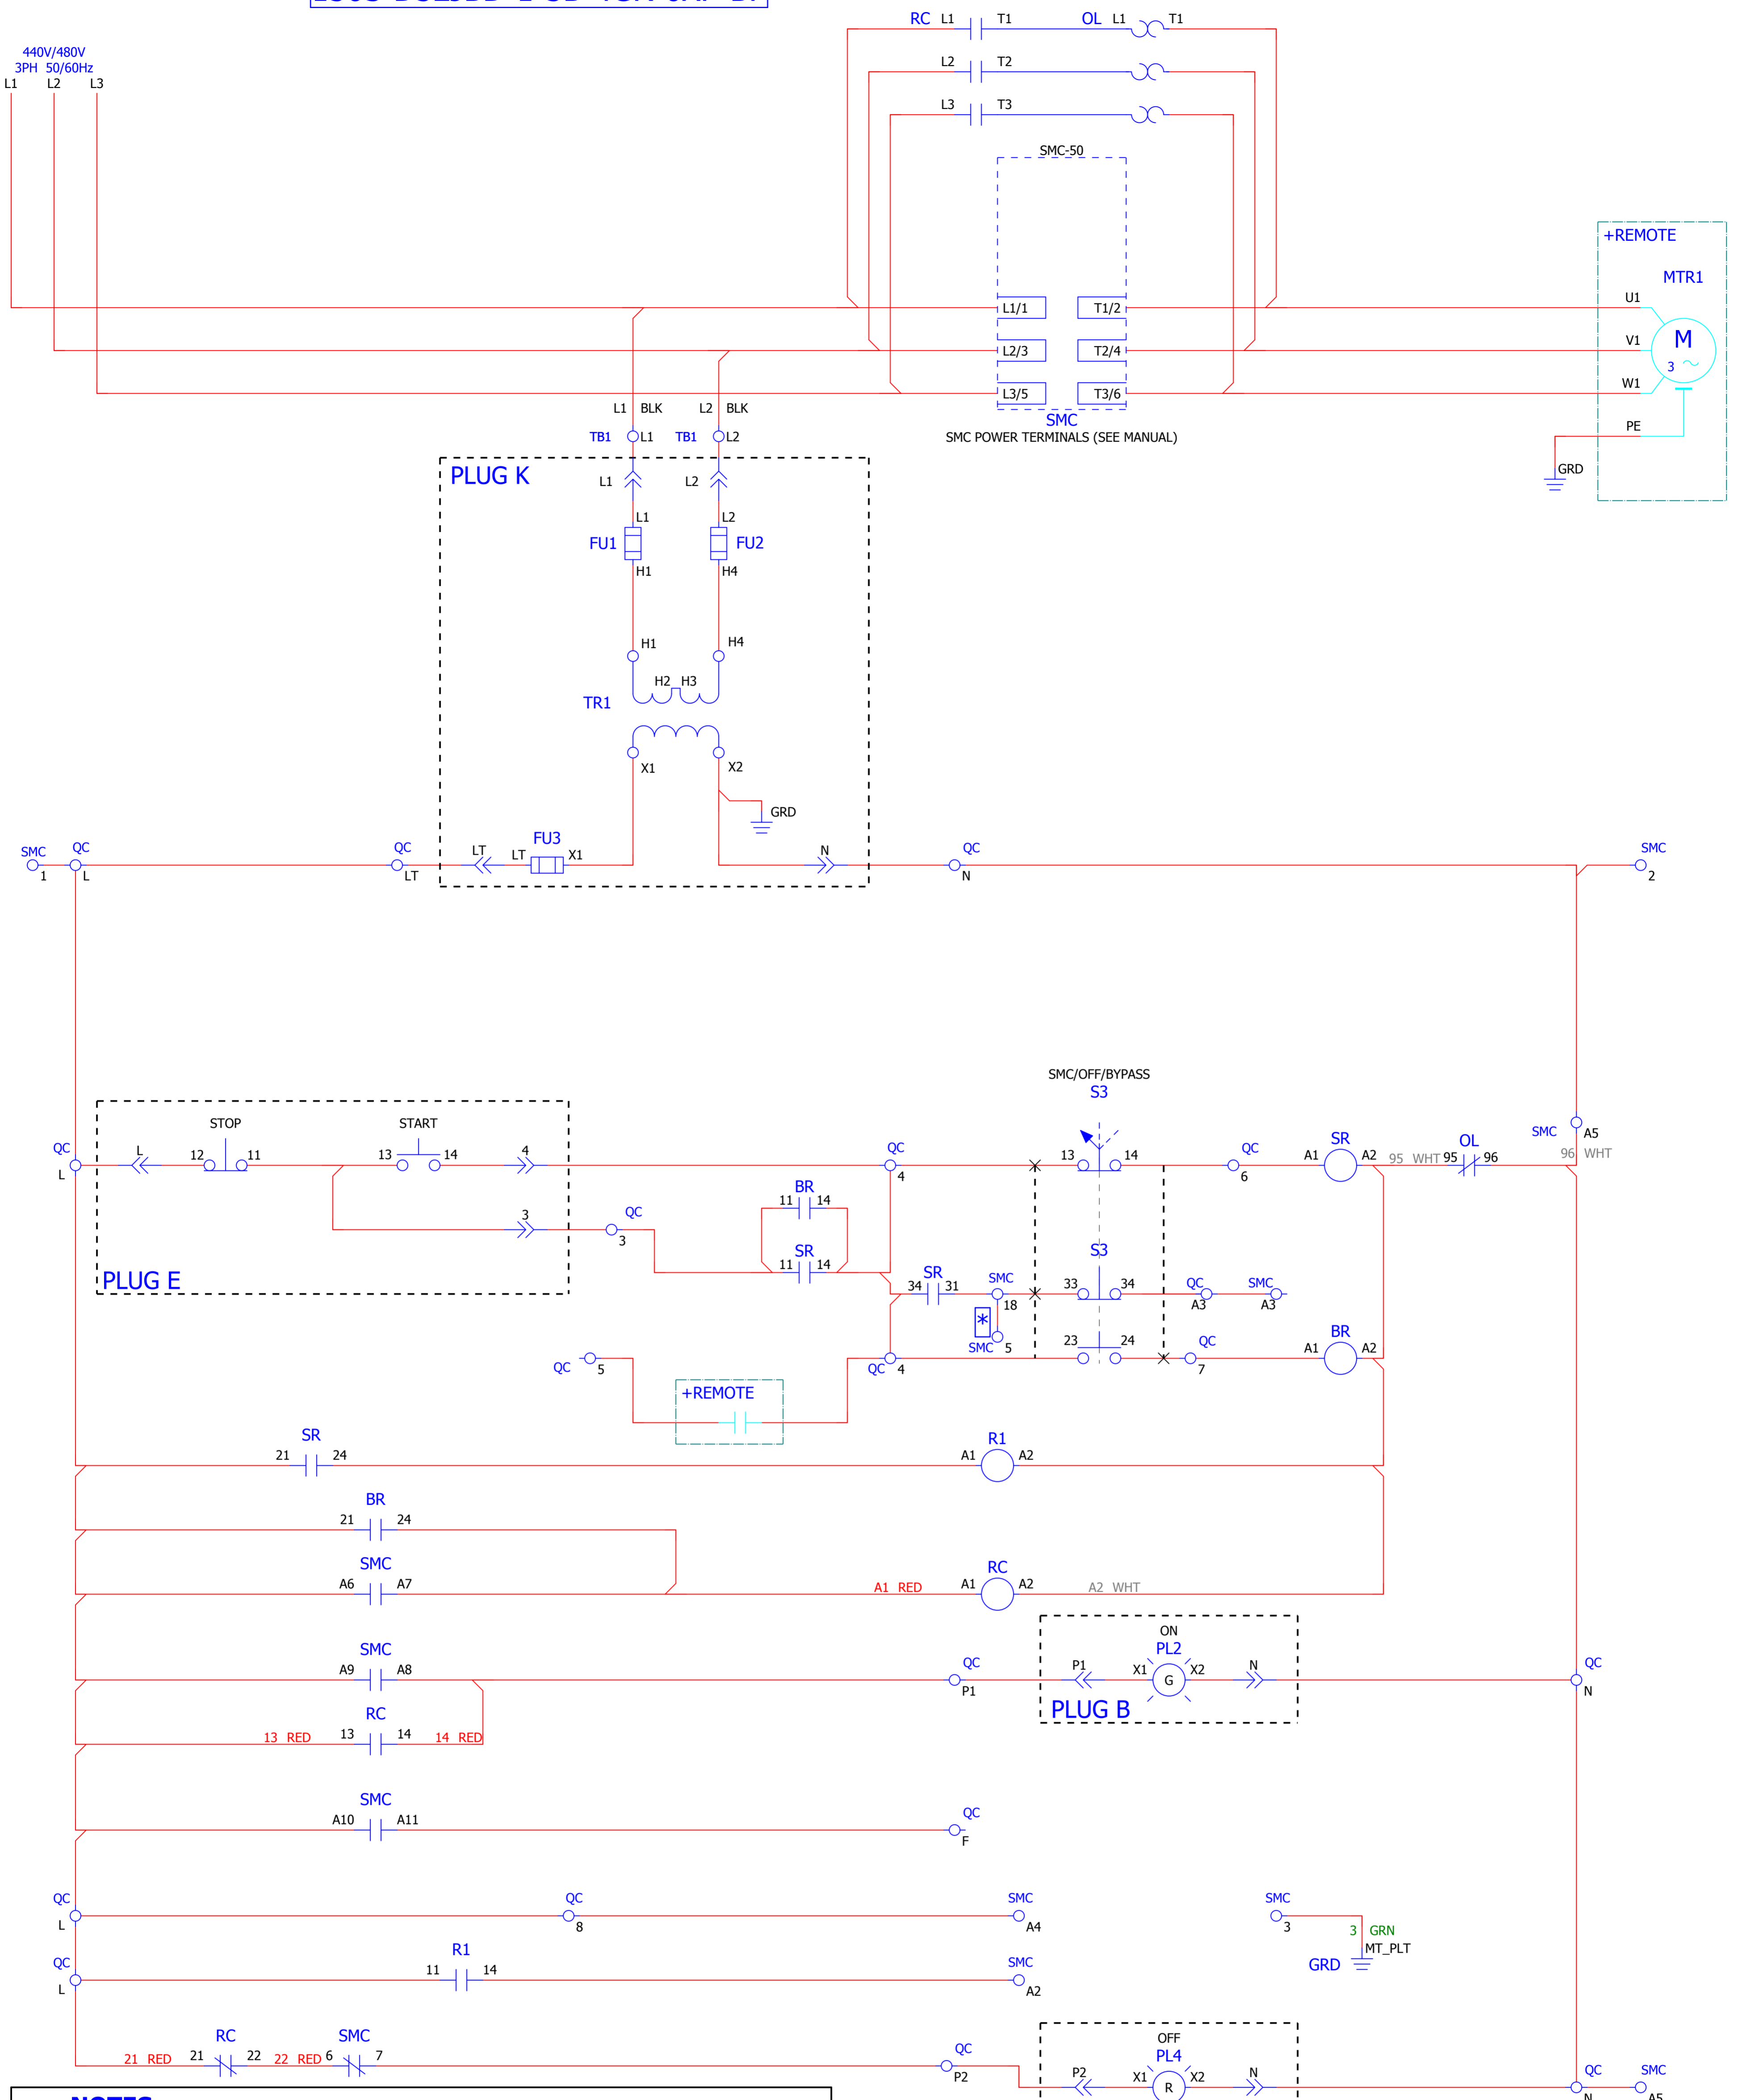 RC L1 T1 OL L1 T1
440V/480V
3PH 50/60Hz
L1 L2 L3
L2 T2
L3 T3
SMC-50
+REMOTE
MTR1
L1/1 T1/2 U1
L2/3 T2/4 V1 M
3
L3/5 T3/6 W1
L1 BLK L2 BLK
SMC
PE
TB1 L1 TB1 L2
SMC POWER TERMINALS (SEE MANUAL)
PLUG K
L1 L2
GRD
L1 L2
FU1 FU2
H1 H4
H1 H4
H2 H3
TR1
X1 X2
GRD
FU3
SMC QC QC LT LT X1 N QC SMC
1 L LT N 2
SMC/OFF/BYPASS
S3
STOP START
SMC A5
QC L 12 11 13 14 4 QC 13 14 QC SR OL
L 4 6 A1 A2 95 WHT 95 96 96 WHT
BR
11 14
3 QC
3
SR
11 14
S3
PLUG E
SR
34 31 SMC 33 34 QC SMC
18 A3 A3
*
SMC 5
23 24 QC BR
QC 5 QC 4 7 A1 A2
+REMOTE
SR R1
21 24 A1 A2
BR
21 24
SMC RC
A6 A7 A1 RED A1 A2 A2 WHT
ON
SMC PL2
A9 A8 QC P1 X1 G X2 N QC
P1 N
PLUG B
RC
13 RED 13 14 14 RED
SMC
A10 A11 QC
F
QC QC SMC SMC
L 8 A4 3
3 GRN
MT_PLT
GRD
QC R1 SMC
L 11 14 A2
OFF
RC SMC PL4
21 RED 21 22 22 RED 6 7 QC P2 X1 R X2 N QC SMC
P2 N A5